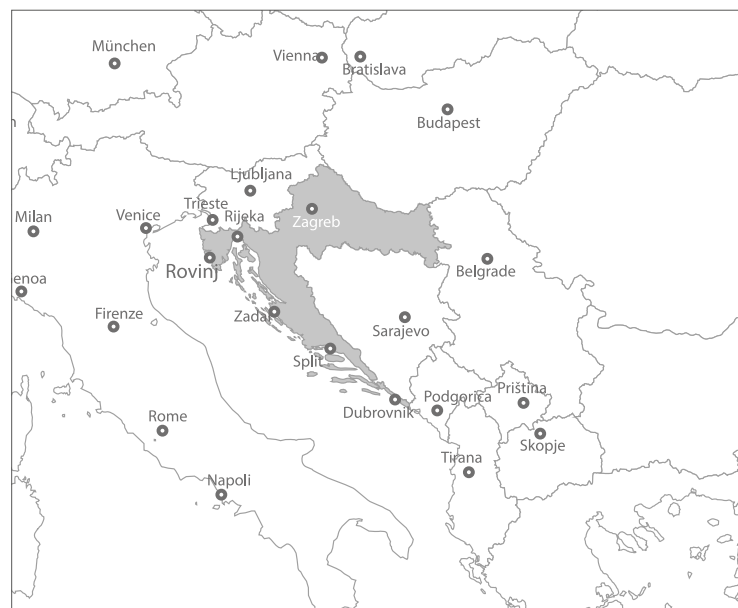 München
Vienna
Bratislava
Budapest
Ljubljana
Trieste
Rijeka
Zagreb
Milan
Venice
Rovinj
Belgrade
enoa
Firenze
Zadar
Sarajevo
Split
Dubrovnik
Podgorica
Priština
Rome
Skopje
Tirana
Napoli